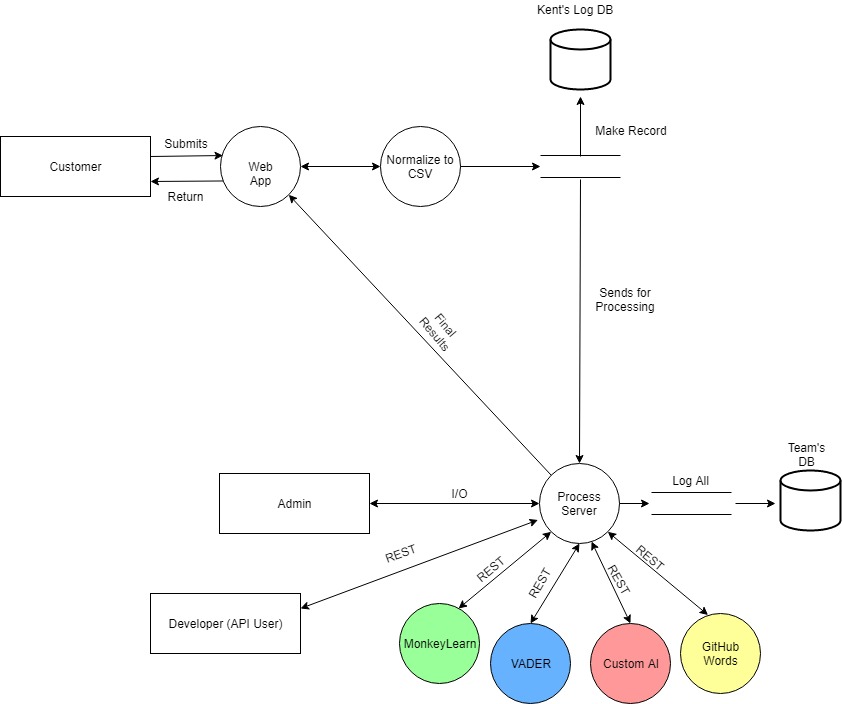 Kent's Log DB
Make Record
Submits
Customer
Web
App
Normalize to
CSV
Return
Sends for
Processing
Final
Results
Team's
DB
Log All
Admin
I/O
Process
Server
REST
REST
REST
REST
REST
Developer (API User)
MonkeyLearn
VADER
Custom AI
GitHub
Words